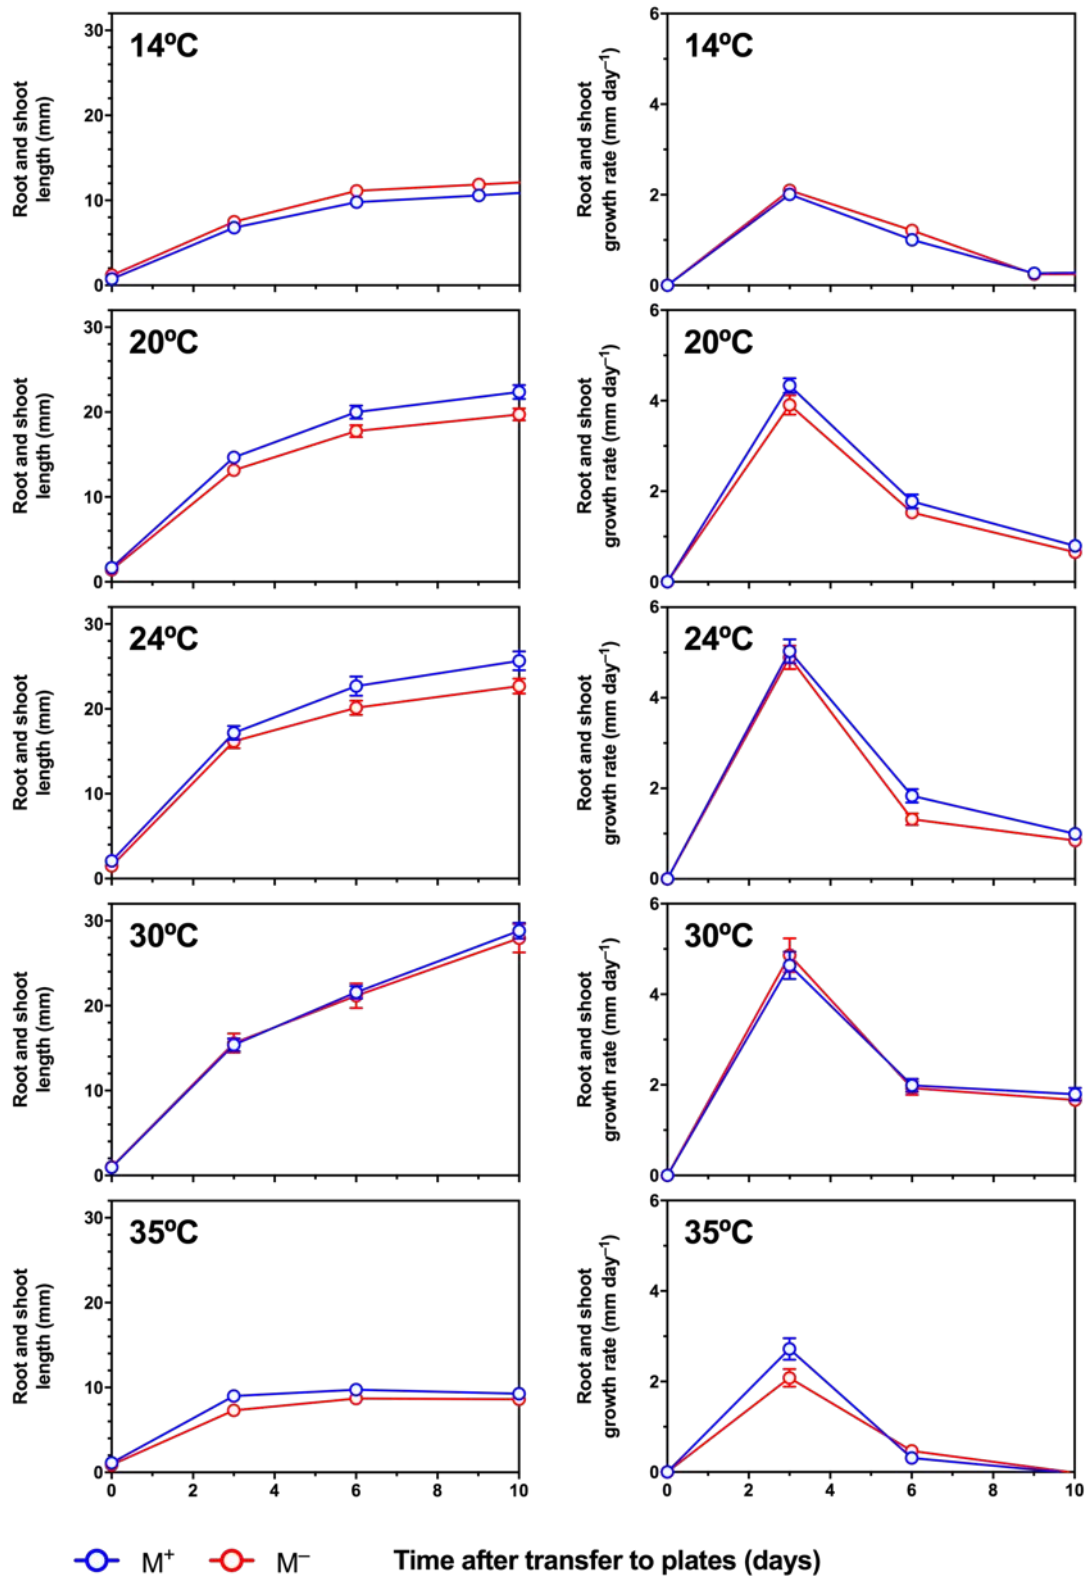 14ºC
Root and shoot
length (mm)
30
20
10
0
14ºC
Root and shoot
growth rate (mm day⁻¹)
6
4
2
0
20ºC
Root and shoot
length (mm)
30
20
10
0
20ºC
Root and shoot
growth rate (mm day⁻¹)
6
4
2
0
24ºC
Root and shoot
length (mm)
30
20
10
0
24ºC
Root and shoot
growth rate (mm day⁻¹)
6
4
2
0
30ºC
Root and shoot
length (mm)
30
20
10
0
30ºC
Root and shoot
growth rate (mm day⁻¹)
6
4
2
0
35ºC
Root and shoot
length (mm)
30
20
10
0
0 2 4 6 8 10
35ºC
Root and shoot
growth rate (mm day⁻¹)
6
4
2
0
0 2 4 6 8 10
M⁺ M⁻ Time after transfer to plates (days)